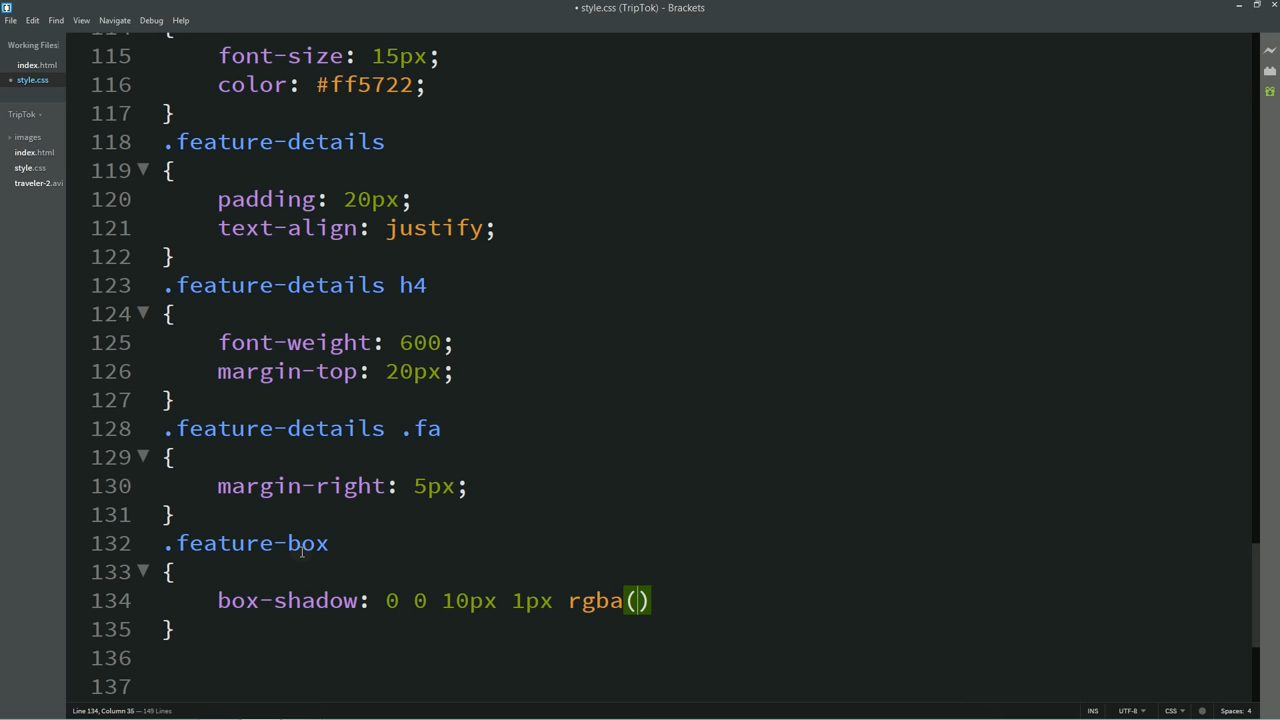 • style.css (TripTok) - Brackets
File Edit Find View Navigate Debug Help
Working Files
index.html
• style.css
TripTok
images
index.html
style.css
traveler-2.avi
114 {
115 font-size: 15px;
116 color: #ff5722;
117 }
118 .feature-details
119 {
120 padding: 20px;
121 text-align: justify;
122 }
123 .feature-details h4
124 {
125 font-weight: 600;
126 margin-top: 20px;
127 }
128 .feature-details .fa
129 {
130 margin-right: 5px;
131 }
132 .feature-box
133 {
134 box-shadow: 0 0 10px 1px rgba()
135 }
136
137
Line 134, Column 35 — 149 Lines
INS UTF-8 CSS Spaces: 4